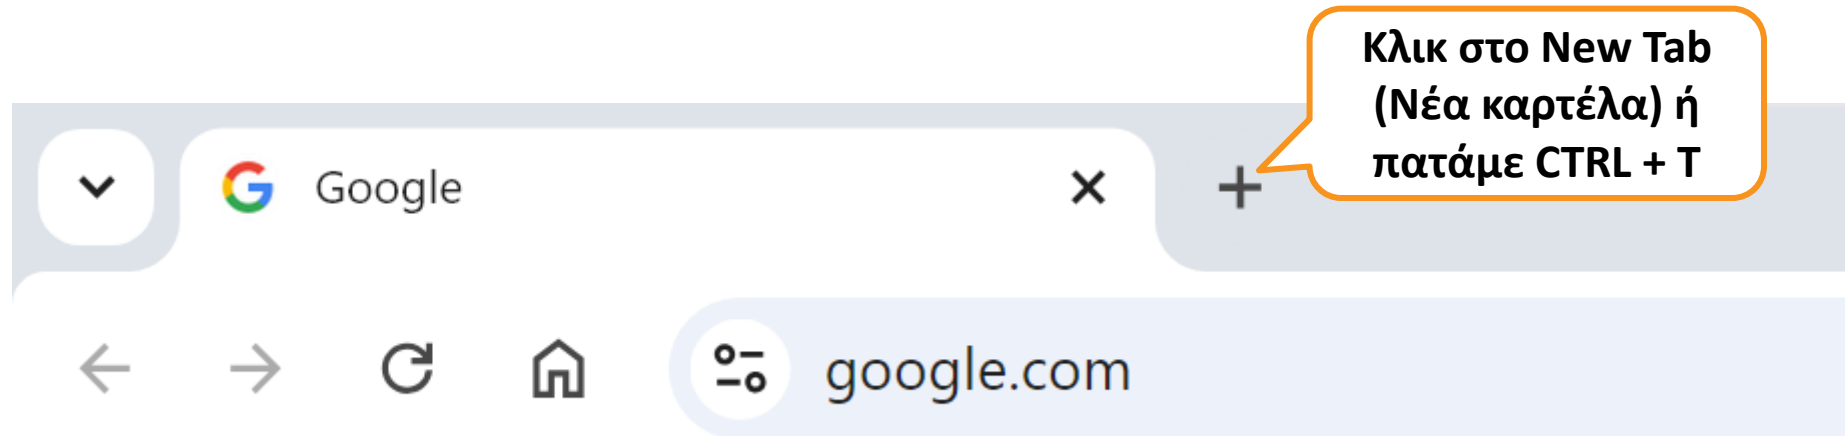 Κλικ στο New Tab
(Νέα καρτέλα) ή
πατάμε CTRL + T
Google
google.com